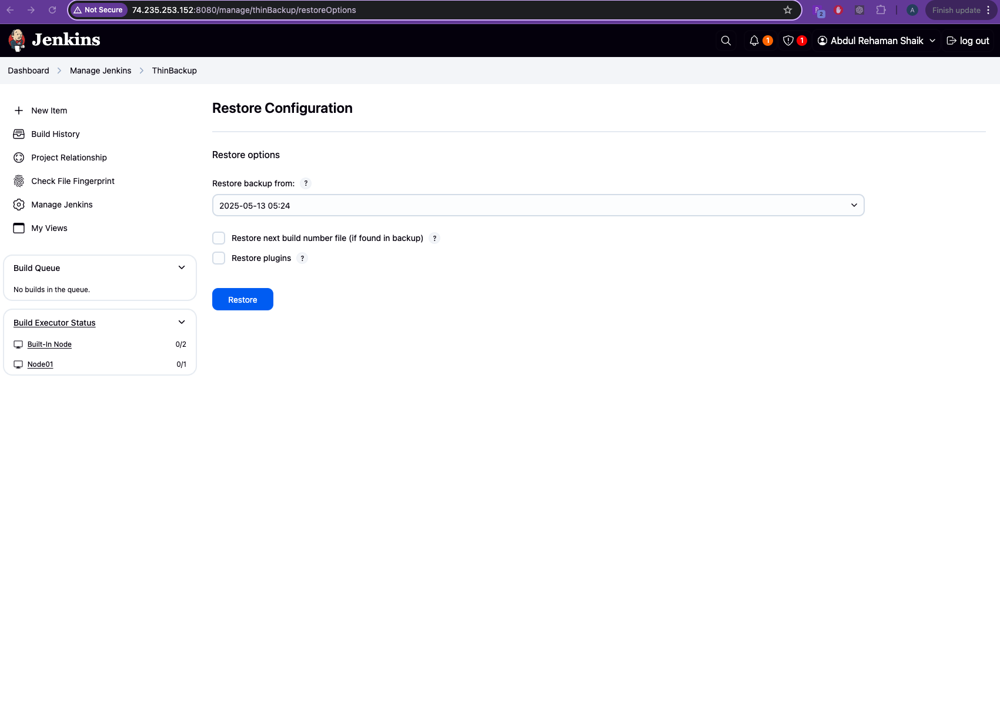 Not Secure 74.235.253.152:8080/manage/thinBackup/restoreOptions 2 A Finish update
Jenkins 1 1 Abdul Rehaman Shaik log out
Dashboard Manage Jenkins ThinBackup
New Item
Build History
Project Relationship
Check File Fingerprint
Manage Jenkins
My Views
Build Queue
No builds in the queue.
Build Executor Status
Built-In Node 0/2
Node01 0/1
Restore Configuration
Restore options
Restore backup from: ?
2025-05-13 05:24
Restore next build number file (if found in backup) ?
Restore plugins ?
Restore